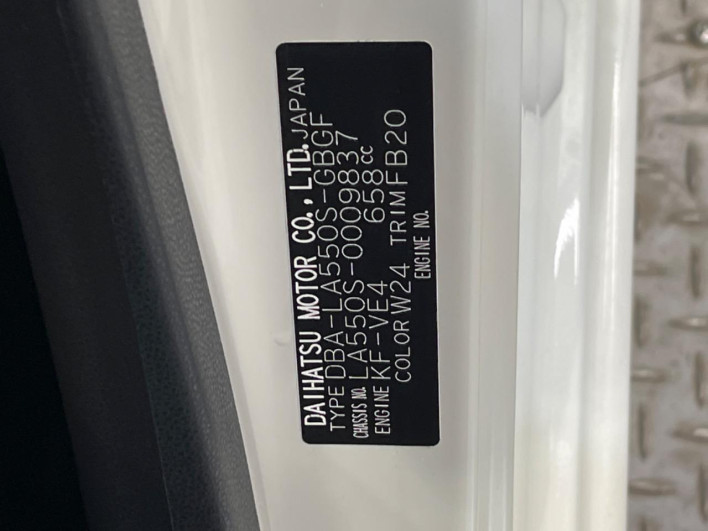 DAIHATSU MOTOR CO., LTD. JAPAN
TYPE DBA-LA550S-GBGF
CHASSIS NO. LA550S-0009837
ENGINE KF-VE4 658cc
COLOR W24 TRIM FB20
ENGINE NO.